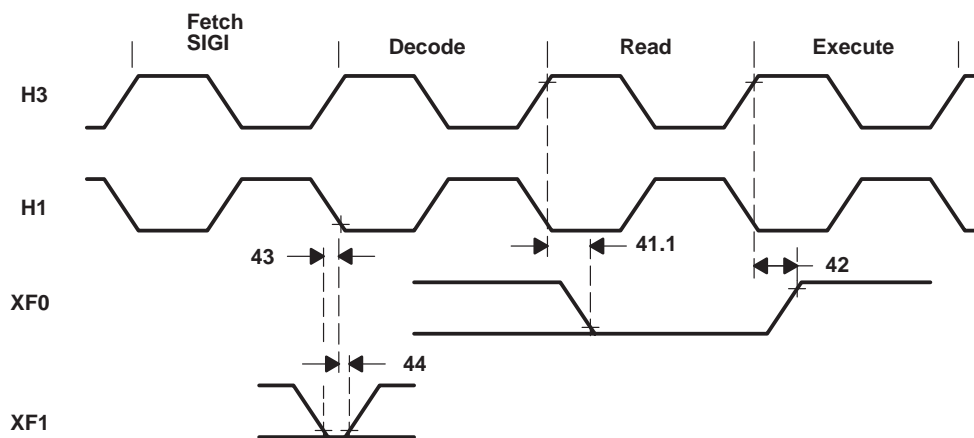 Fetch
SIGI
Decode
Read
Execute
H3
H1
43
41.1
42
XF0
44
XF1